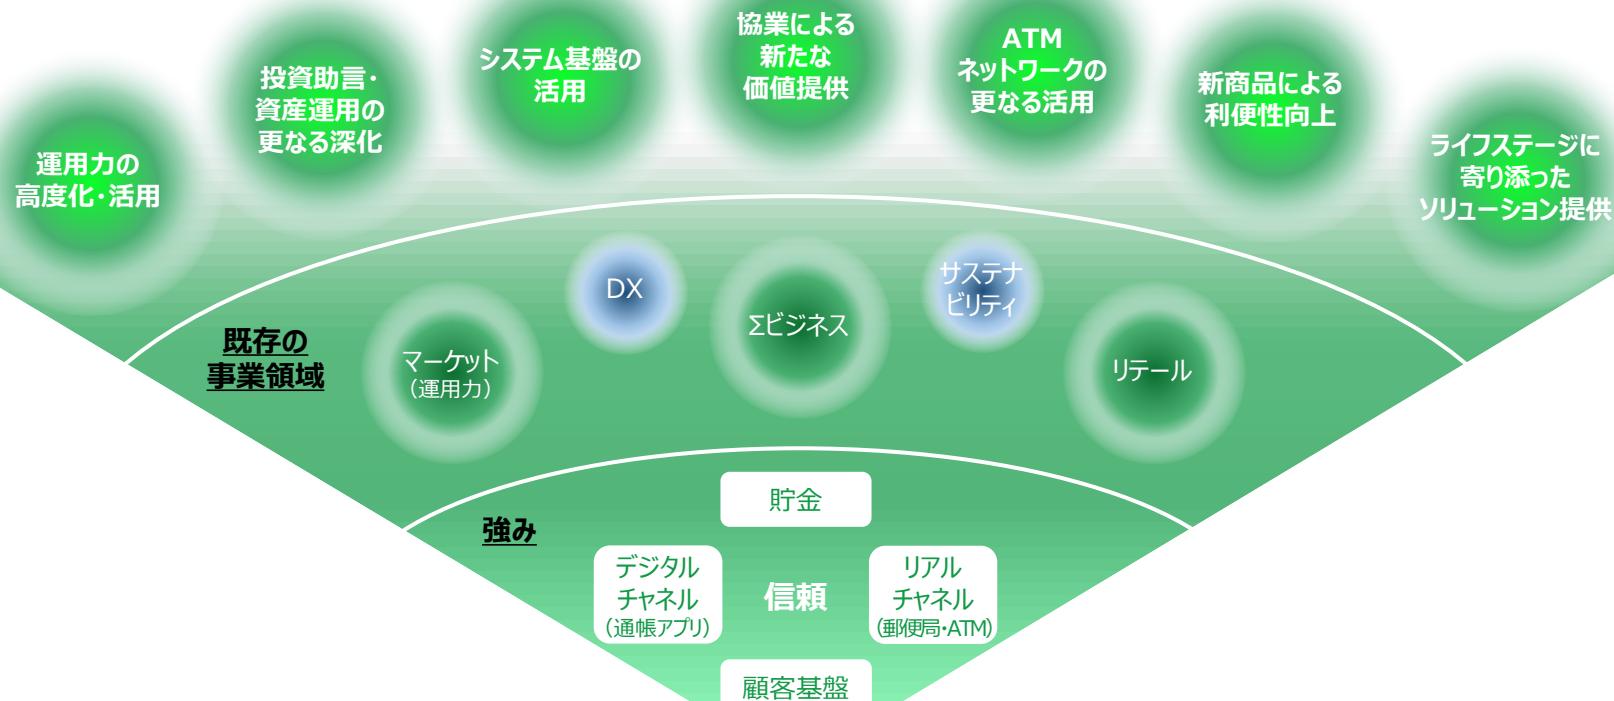 運用力の
高度化・活用
投資助言・
資産運用の
更なる深化
システム基盤の
活用
協業による
新たな
価値提供
ATM
ネットワークの
更なる活用
新商品による
利便性向上
ライフステージに
寄り添った
ソリューション提供
既存の
事業領域
マーケット
（運用力）
DX
Σビジネス
サステナ
ビリティ
リテール
強み
貯金
デジタル
チャネル
（通帳アプリ）
信頼
リアル
チャネル
（郵便局・ATM）
顧客基盤